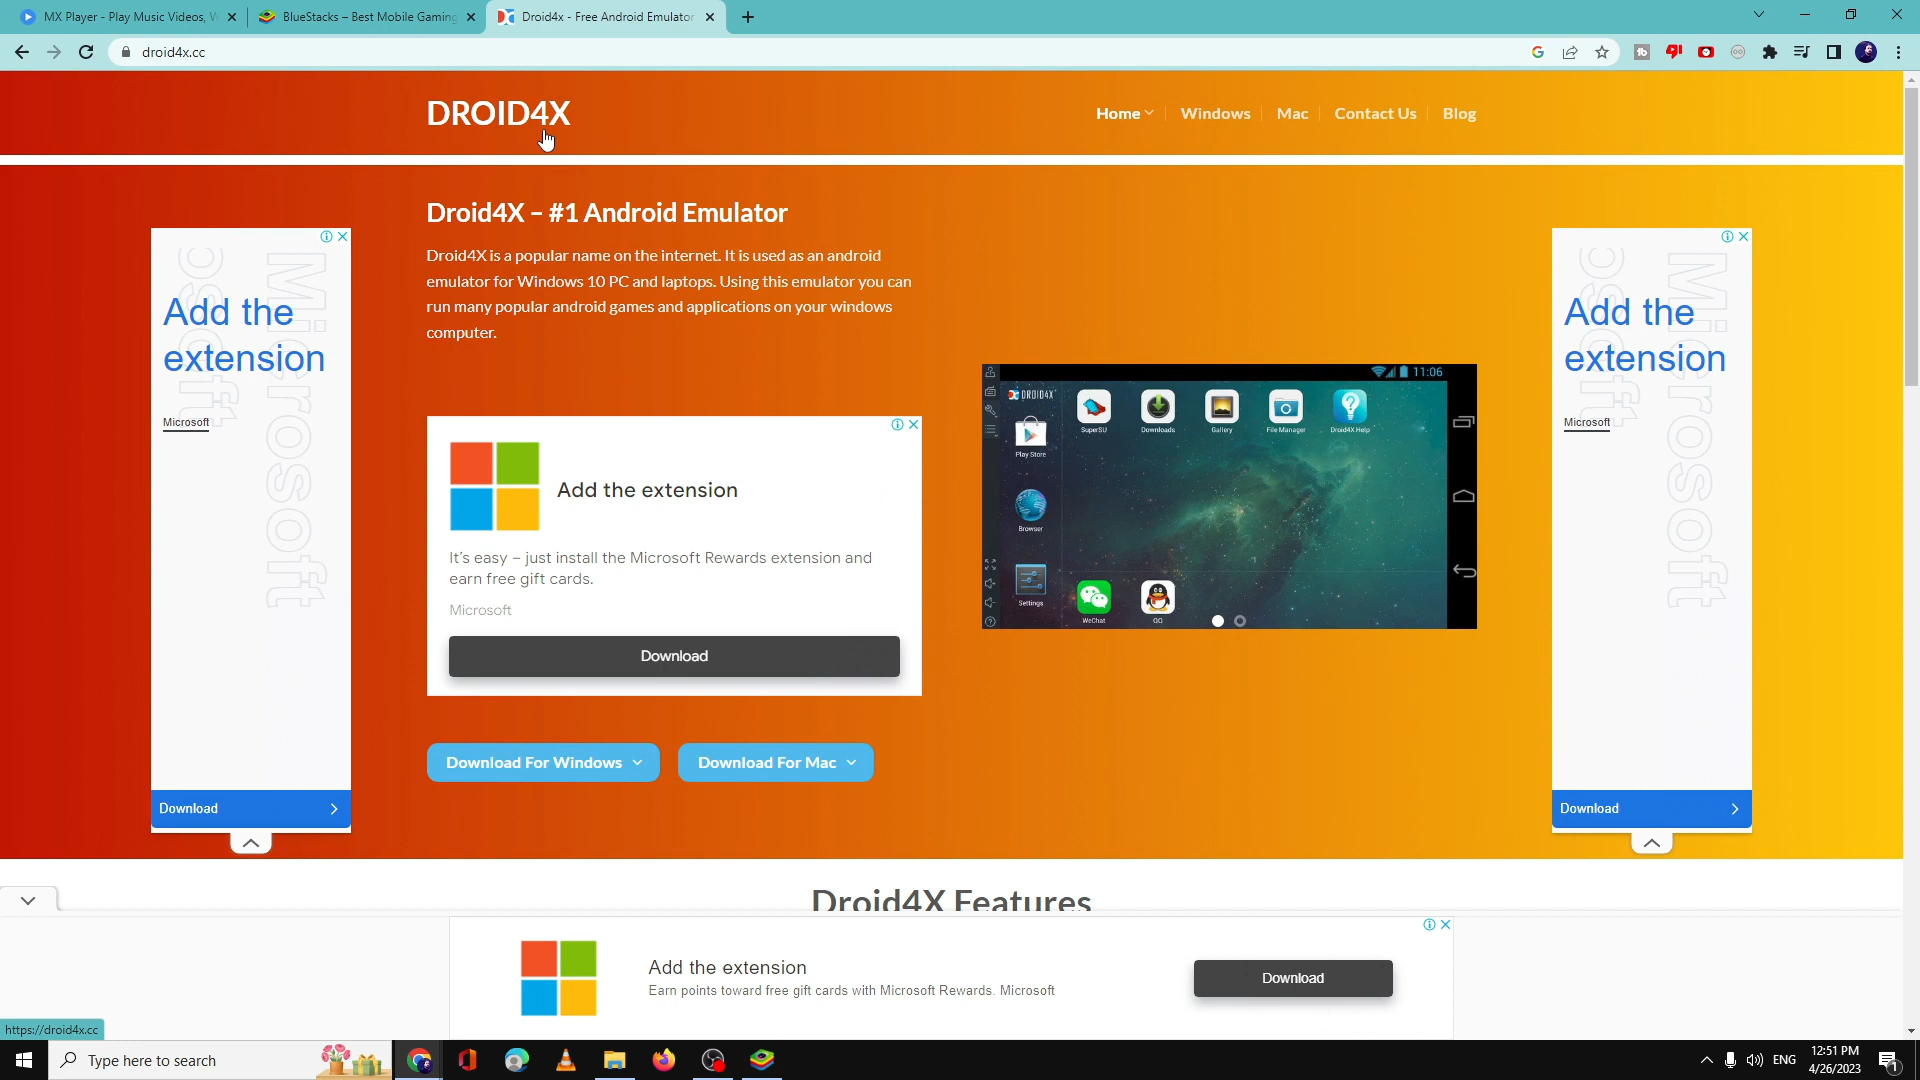 MX Player - Play Music Videos, W
BlueStacks – Best Mobile Gaming
Droid4x - Free Android Emulator
droid4x.cc
DROID4X
Home
Windows
Mac
Contact Us
Blog
Droid4X – #1 Android Emulator
Droid4X is a popular name on the internet. It is used as an android
emulator for Windows 10 PC and laptops. Using this emulator you can
run many popular android games and applications on your windows
computer.
Microsoft
Add the
extension
Microsoft
Download
Add the extension
It's easy – just install the Microsoft Rewards extension and
earn free gift cards.
Microsoft
Download
11:06
DROID4X
SuperSU
Downloads
Gallery
File Manager
Droid4X Help
Play Store
Browser
Settings
WeChat
QQ
Microsoft
Add the
extension
Microsoft
Download
Download For Windows
Download For Mac
Droid4X Features
Add the extension
Earn points toward free gift cards with Microsoft Rewards. Microsoft
Download
https://droid4x.cc
Type here to search
ENG
12:51 PM
4/26/2023
1